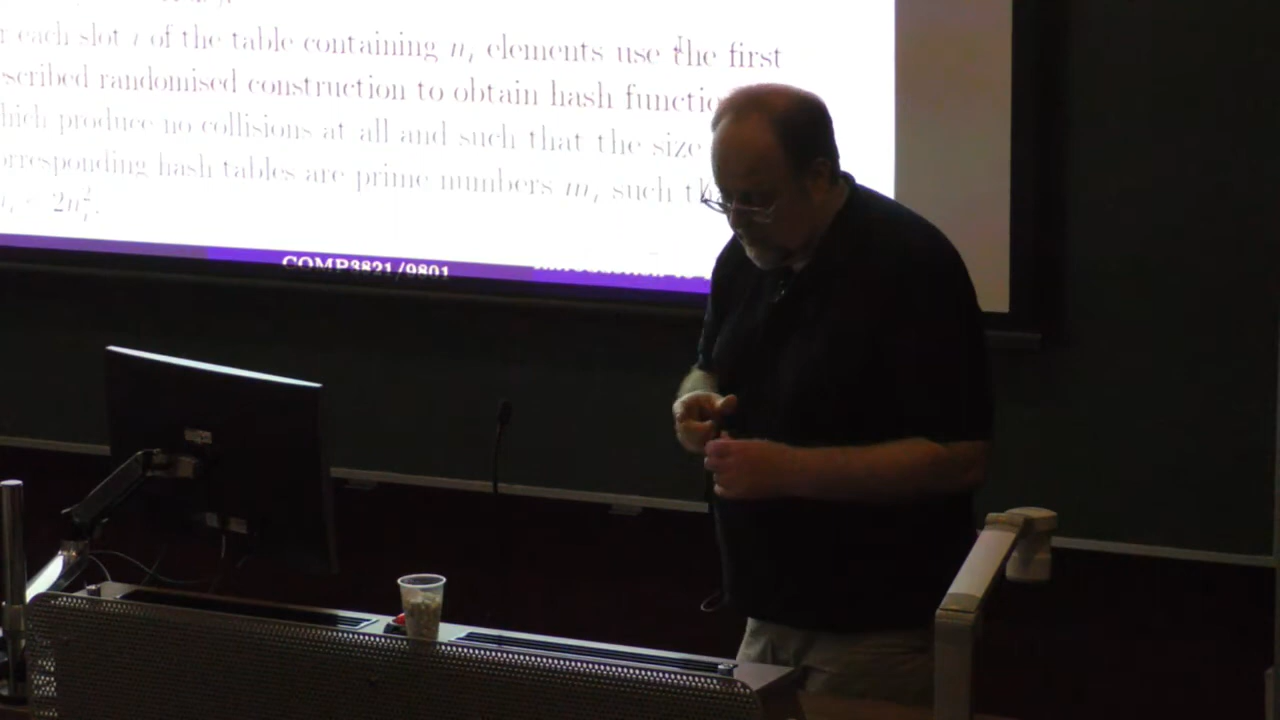 r each slot i of the table containing n_i elements use the first
scribed randomised construction to obtain hash functio
hich produce no collisions at all and such that the size
orresponding hash tables are prime numbers m_i such tha
2n_i^2.
COMP3821/9801